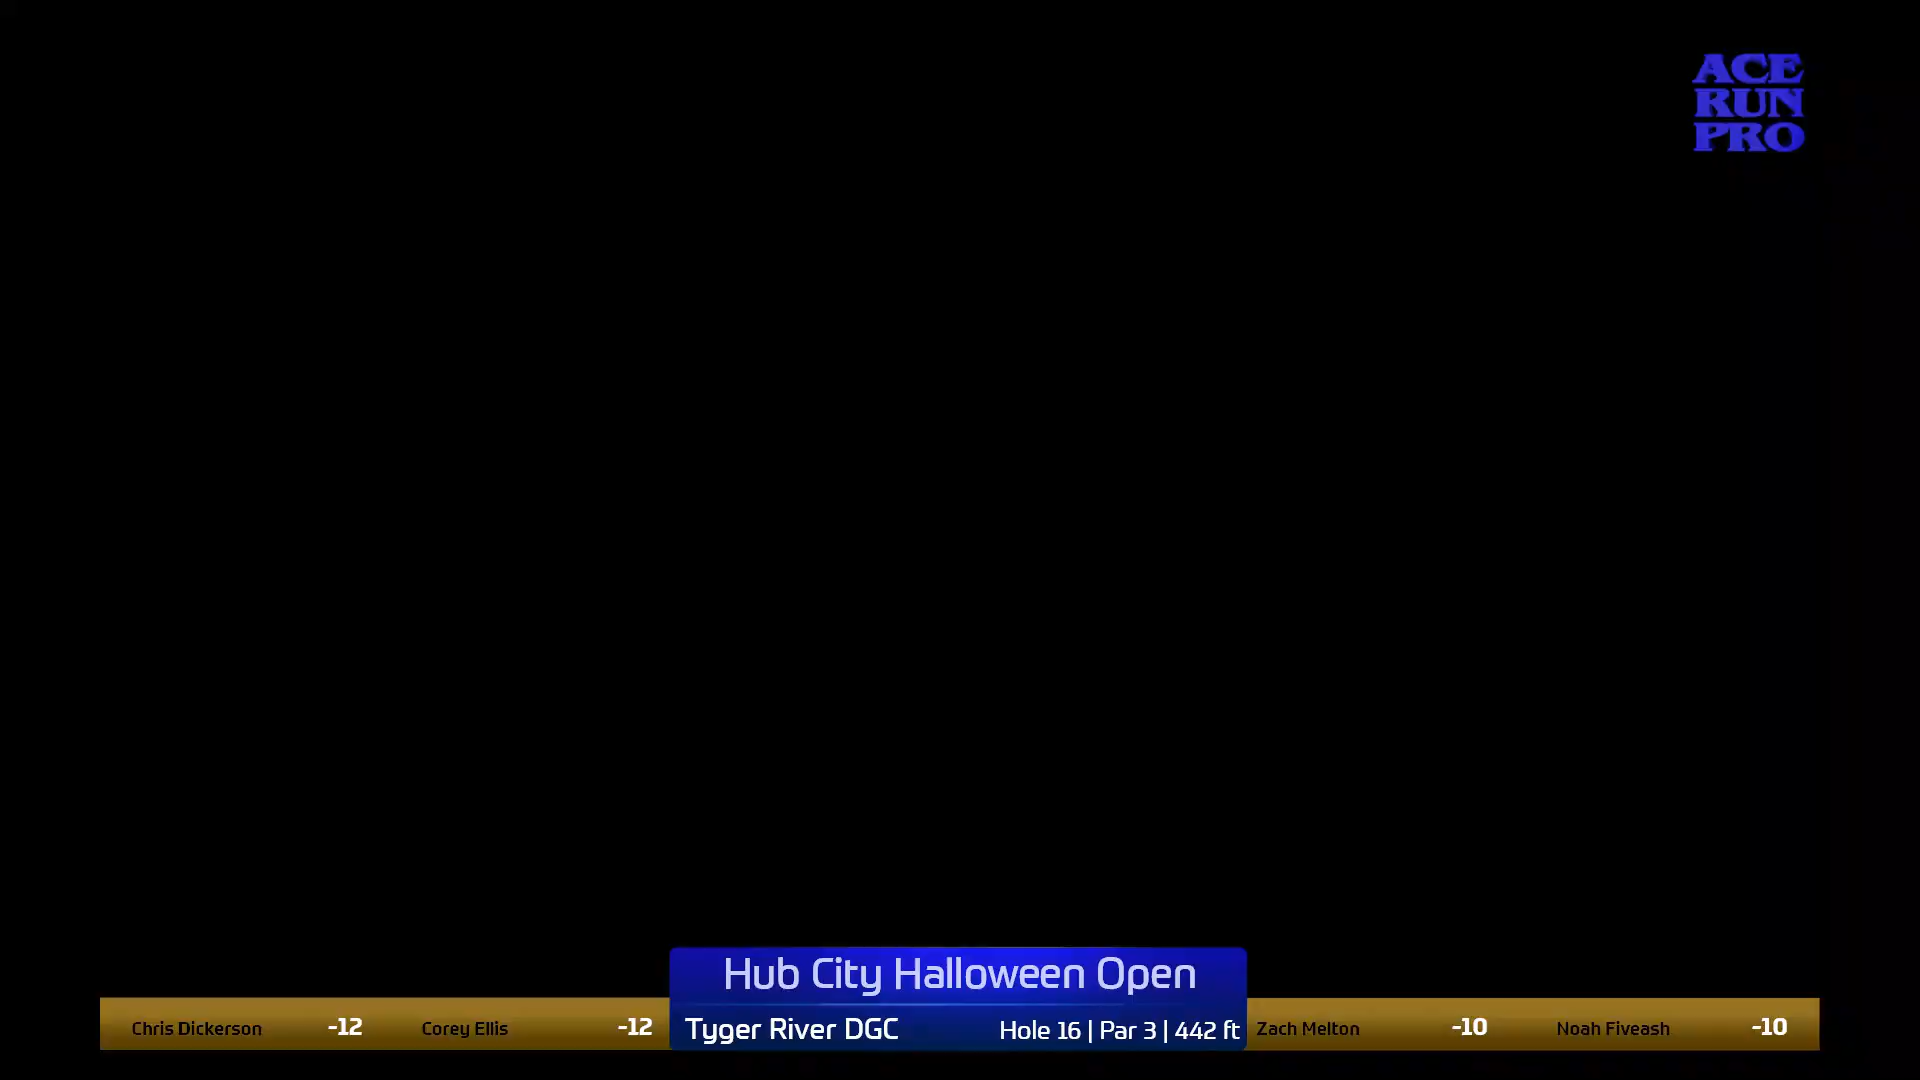 ACE
RUN
PRO
Hub City Halloween Open
Chris Dickerson -12 Corey Ellis -12 Tyger River DGC Hole 16 | Par 3 | 442 ft Zach Melton -10 Noah Fiveash -10